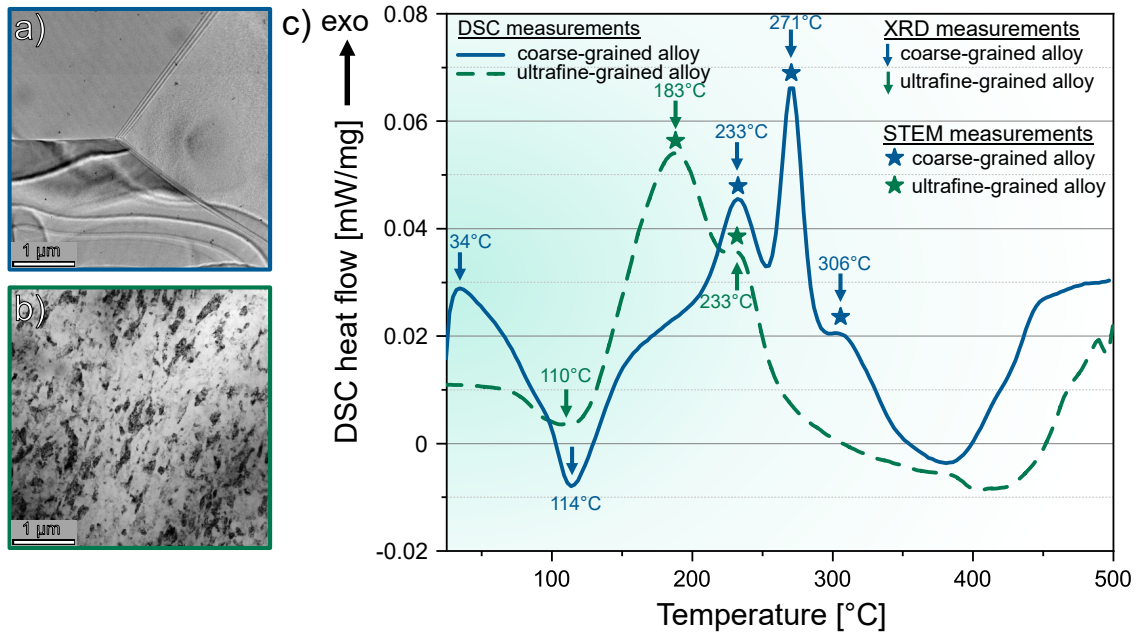 a)
1 µm
b)
1 µm
c)
exo
DSC heat flow [mW/mg]
0.08
0.06
0.04
0.02
0
-0.02
DSC measurements
coarse-grained alloy
ultrafine-grained alloy
XRD measurements
coarse-grained alloy
ultrafine-grained alloy
STEM measurements
coarse-grained alloy
ultrafine-grained alloy
271°C
183°C
233°C
34°C
306°C
233°C
110°C
114°C
100
200
300
400
500
Temperature [°C]